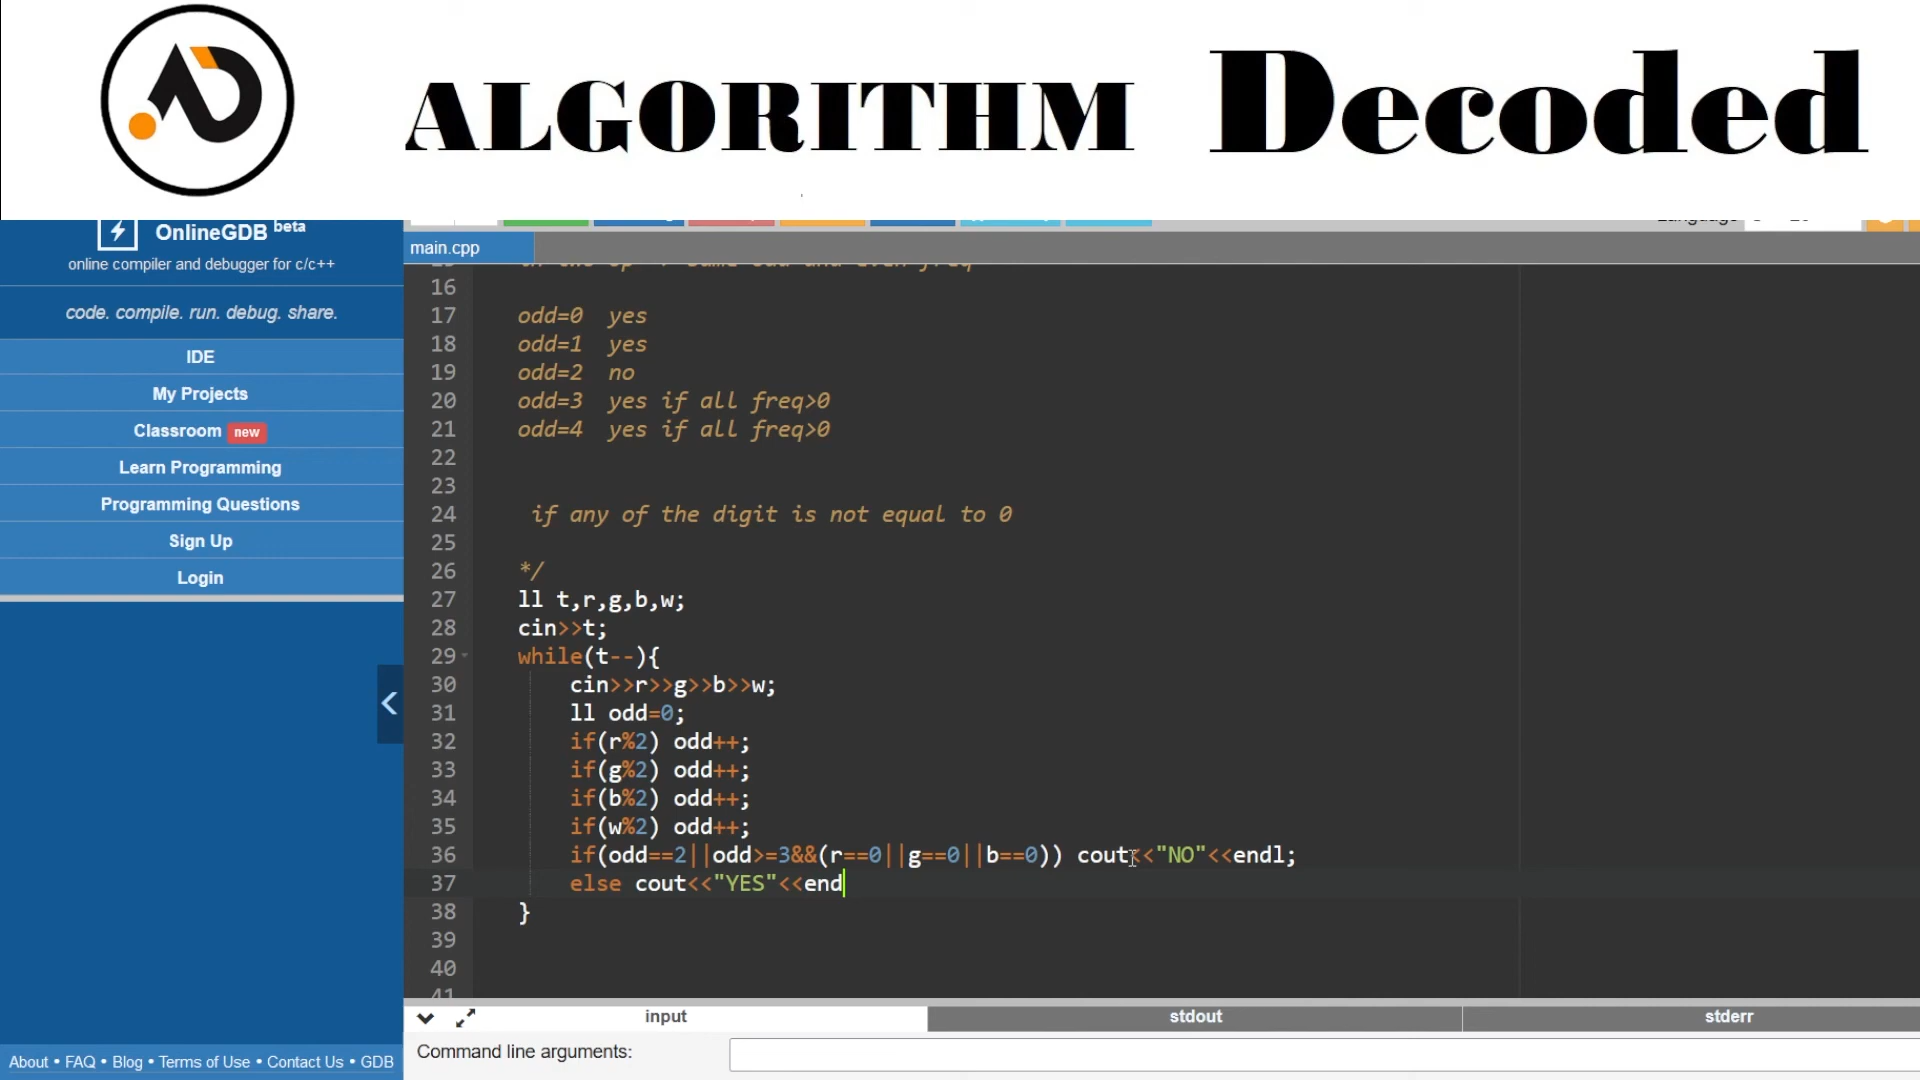 ALGORITHM Decoded
OnlineGDB beta
online compiler and debugger for c/c++
code. compile. run. debug. share.
IDE
My Projects
Classroom new
Learn Programming
Programming Questions
Sign Up
Login
About • FAQ • Blog • Terms of Use • Contact Us • GDB
main.cpp
16
17 odd=0 yes
18 odd=1 yes
19 odd=2 no
20 odd=3 yes if all freq>0
21 odd=4 yes if all freq>0
22
23
24 if any of the digit is not equal to 0
25
26 */
27 ll t,r,g,b,w;
28 cin>>t;
29 while(t--){
30 cin>>r>>g>>b>>w;
31 ll odd=0;
32 if(r%2) odd++;
33 if(g%2) odd++;
34 if(b%2) odd++;
35 if(w%2) odd++;
36 if(odd==2||odd>=3&&(r==0||g==0||b==0)) cout<<"NO"<<endl;
37 else cout<<"YES"<<end
38 }
39
40
41
input stdout stderr
Command line arguments: